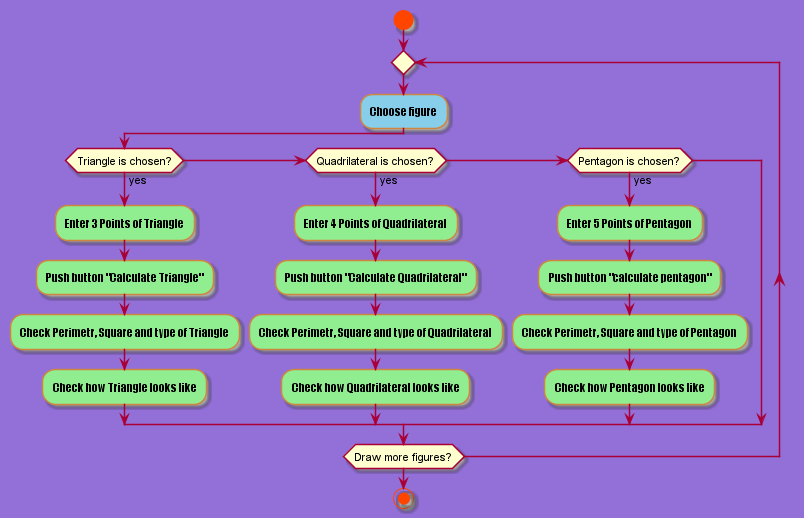 Choose figure
Triangle is chosen?
Quadrilateral is chosen?
Pentagon is chosen?
yes
yes
yes
Enter 3 Points of Triangle
Enter 4 Points of Quadrilateral
Enter 5 Points of Pentagon
Push button "Calculate Triangle"
Push button "Calculate Quadrilateral"
Push button "calculate pentagon"
Check Perimetr, Square and type of Triangle
Check Perimetr, Square and type of Quadrilateral
Check Perimetr, Square and type of Pentagon
Check how Triangle looks like
Check how Quadrilateral looks like
Check how Pentagon looks like
Draw more figures?